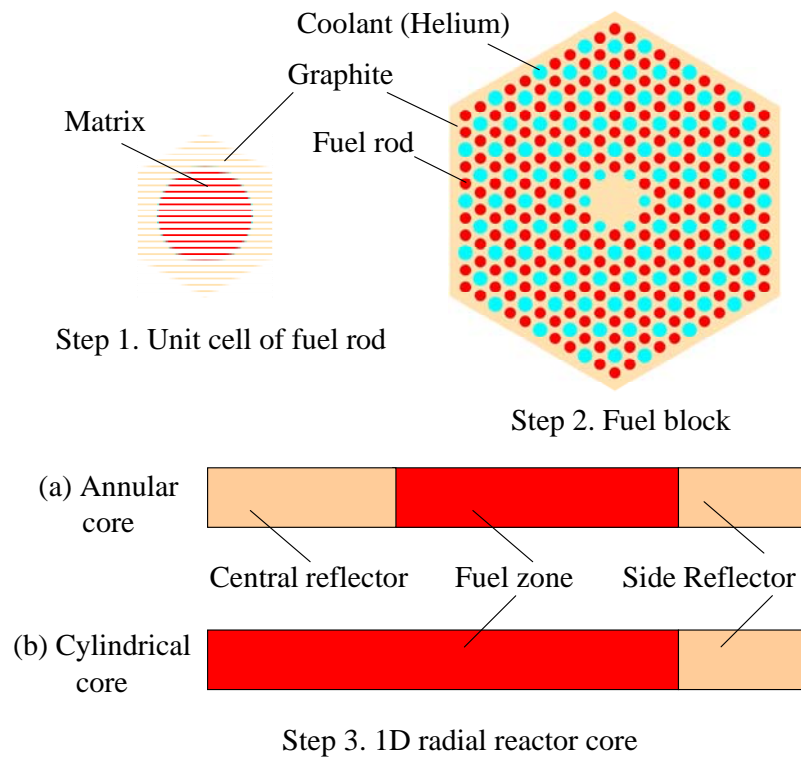 Coolant (Helium)
Graphite
Matrix
Fuel rod
Step 1. Unit cell of fuel rod
Step 2. Fuel block
(a) Annular
core
Central reflector
Fuel zone
Side Reflector
(b) Cylindrical
core
Step 3. 1D radial reactor core